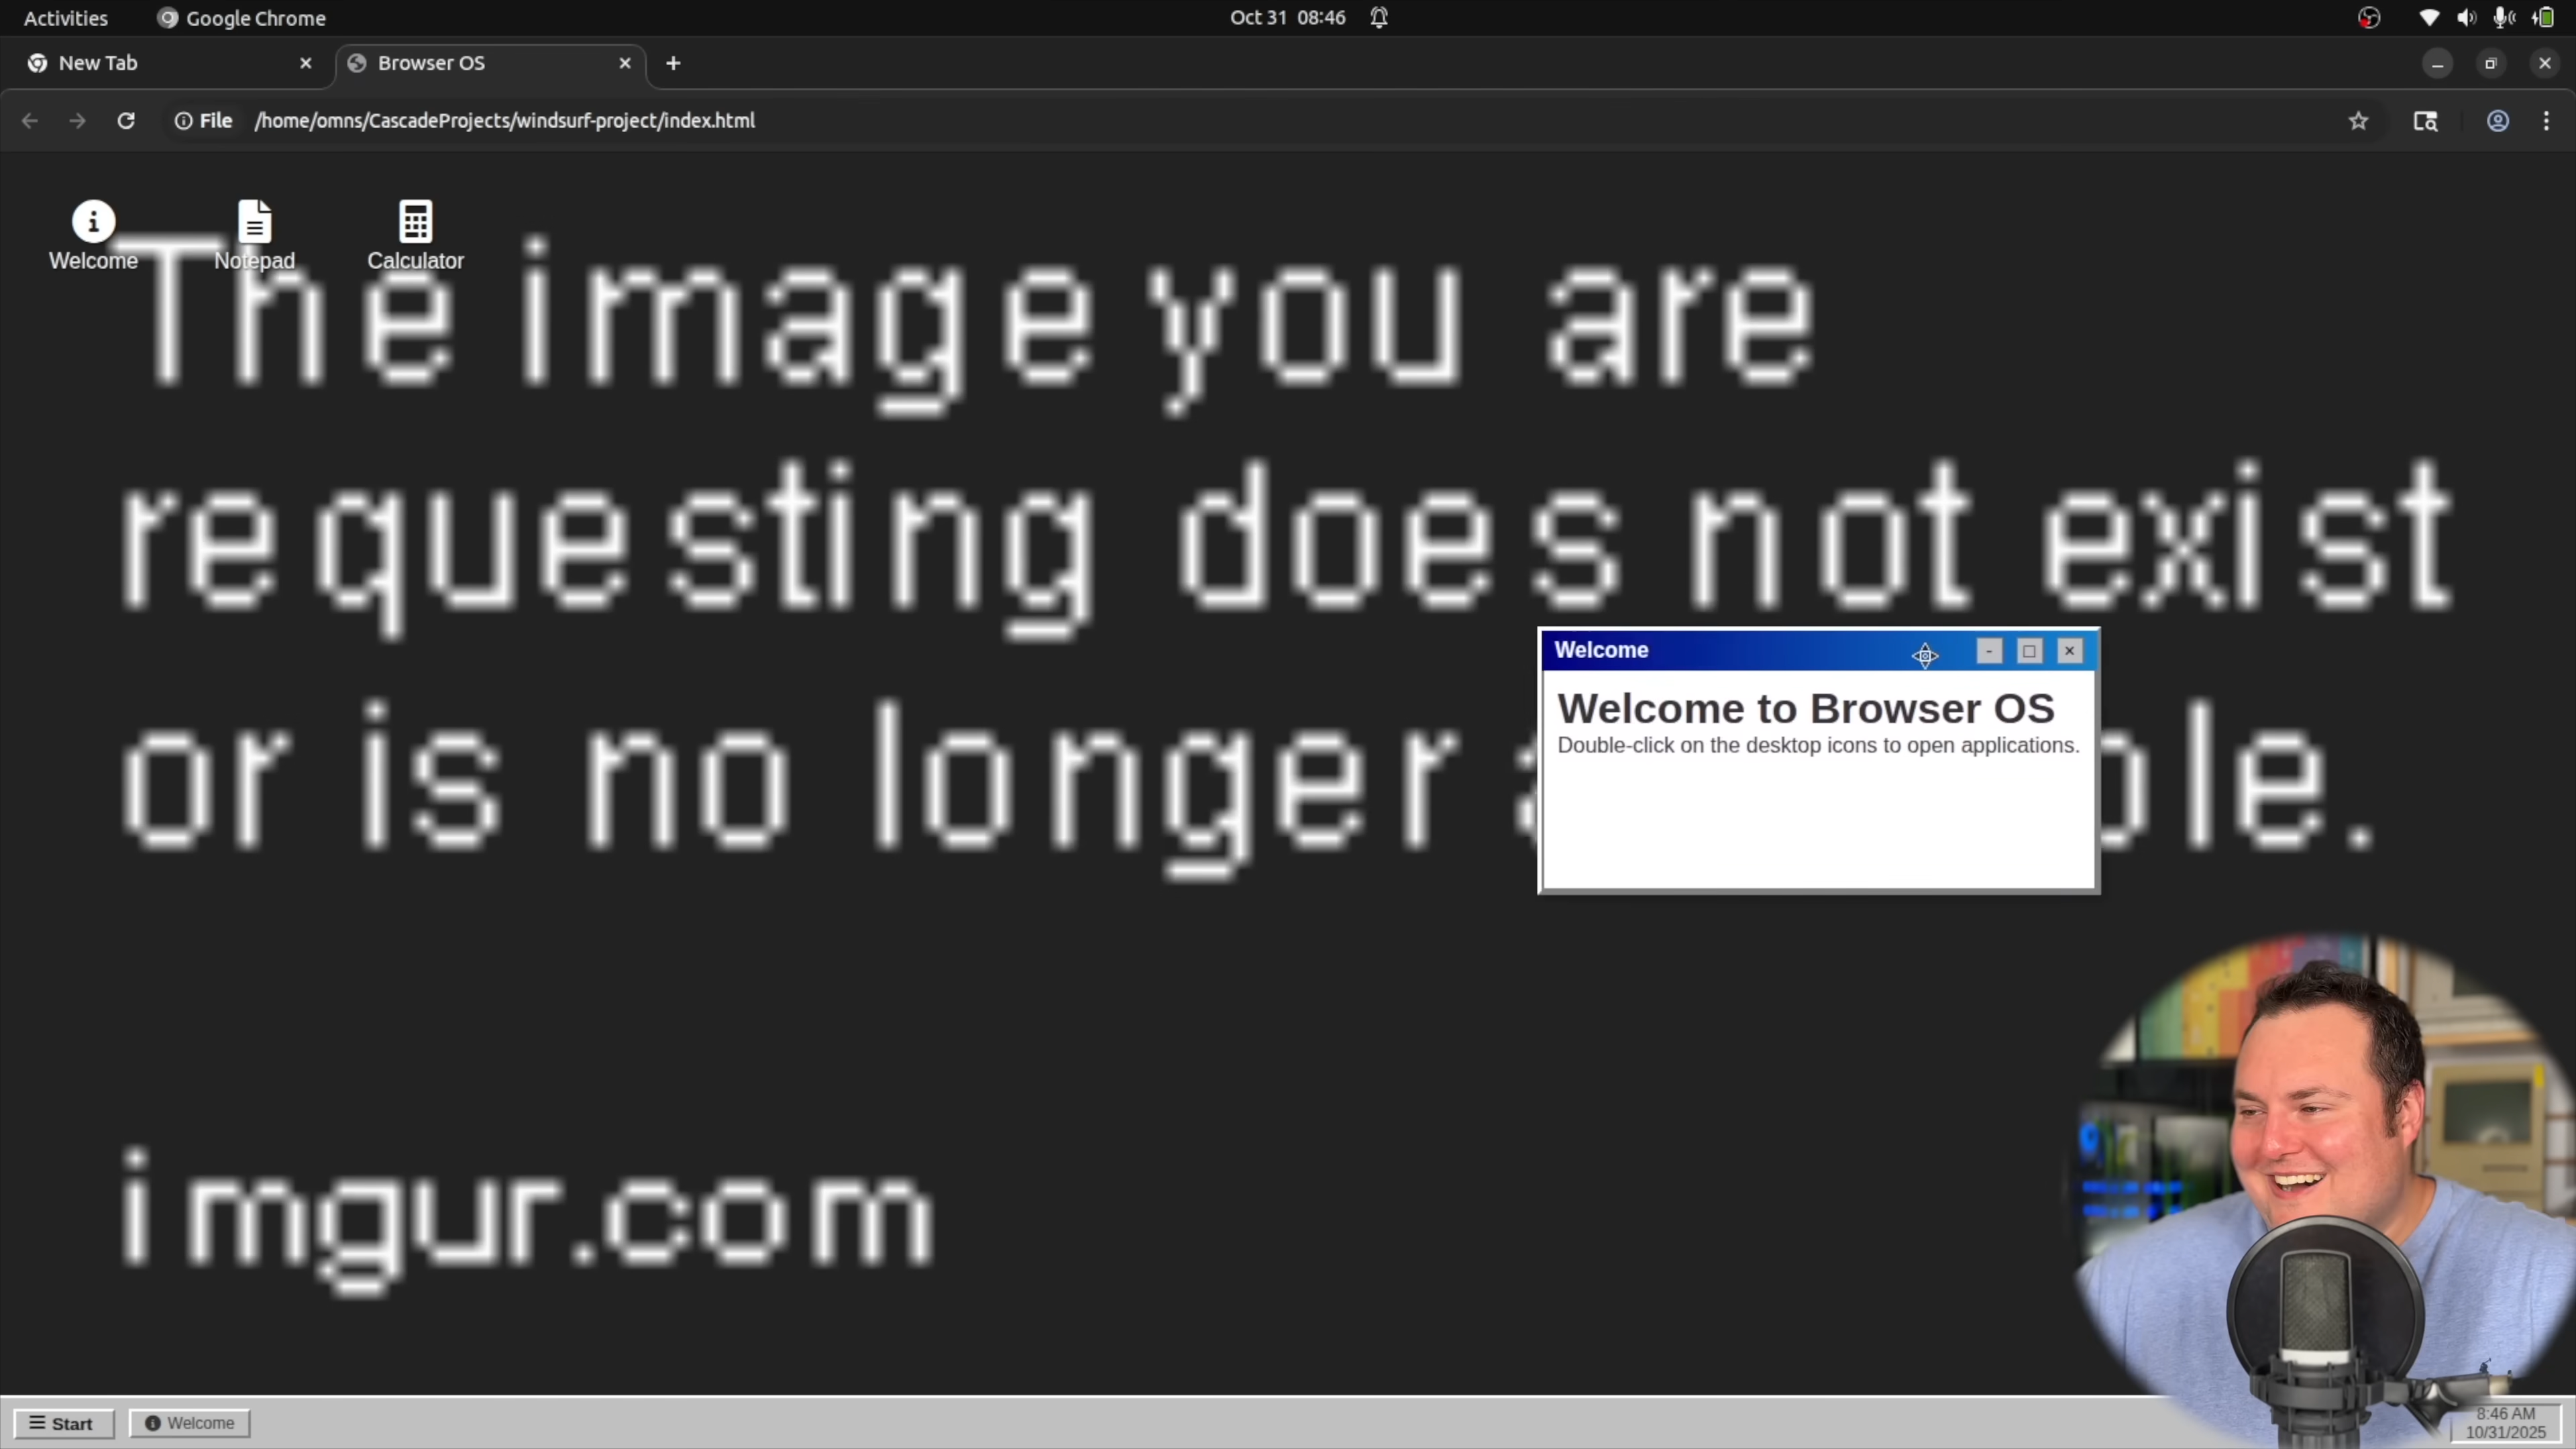 Activities Google Chrome Oct 31 08:46
New Tab Browser OS
File /home/omns/CascadeProjects/windsurf-project/index.html
Welcome Notepad Calculator
The image you are
requesting does not exist
or is no longer
Welcome - □ ×
Welcome to Browser OS
Double-click on the desktop icons to open applications.
imgur.com
Start Welcome 8:46 AM
10/31/2025